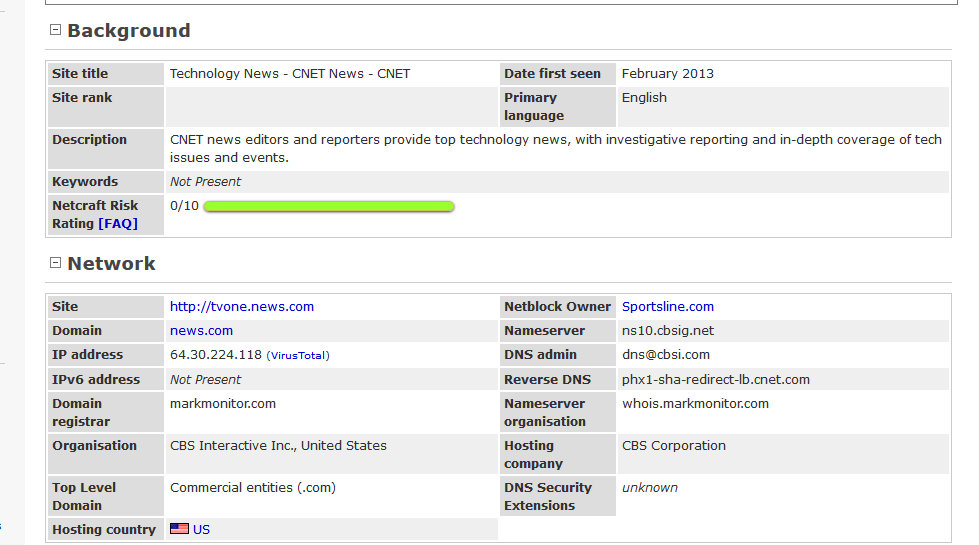 Background
Site title Technology News - CNET News - CNET Date first seen February 2013
Site rank Primary language English
Description CNET news editors and reporters provide top technology news, with investigative reporting and in-depth coverage of tech
issues and events.
Keywords Not Present
Netcraft Risk Rating [FAQ] 0/10
Network
Site http://tvone.news.com Netblock Owner Sportsline.com
Domain news.com Nameserver ns10.cbsig.net
IP address 64.30.224.118 (VirusTotal) DNS admin dns@cbsi.com
IPv6 address Not Present Reverse DNS phx1-sha-redirect-lb.cnet.com
Domain registrar markmonitor.com Nameserver organisation whois.markmonitor.com
Organisation CBS Interactive Inc., United States Hosting company CBS Corporation
Top Level Domain Commercial entities (.com) DNS Security Extensions unknown
Hosting country US